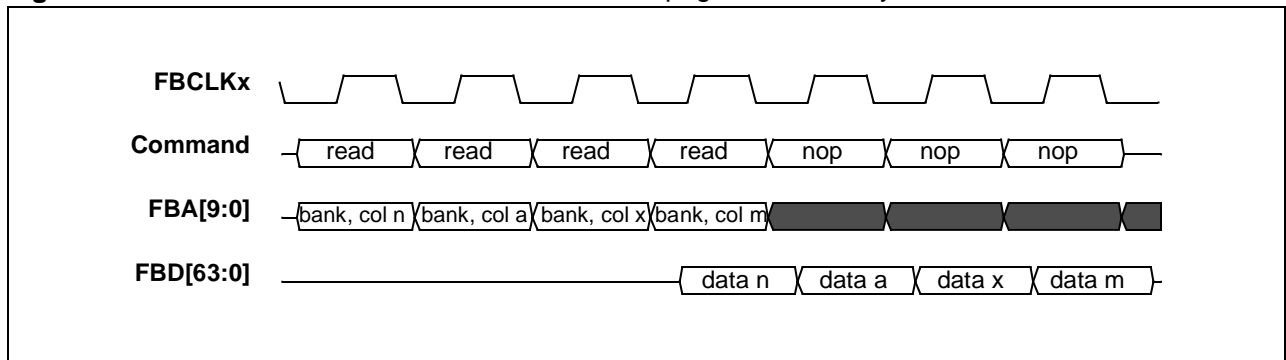 FBCLKx
Command read read read read nop nop nop
FBA[9:0] bank, col n bank, col a bank, col x bank, col m
FBD[63:0] data n data a data x data m